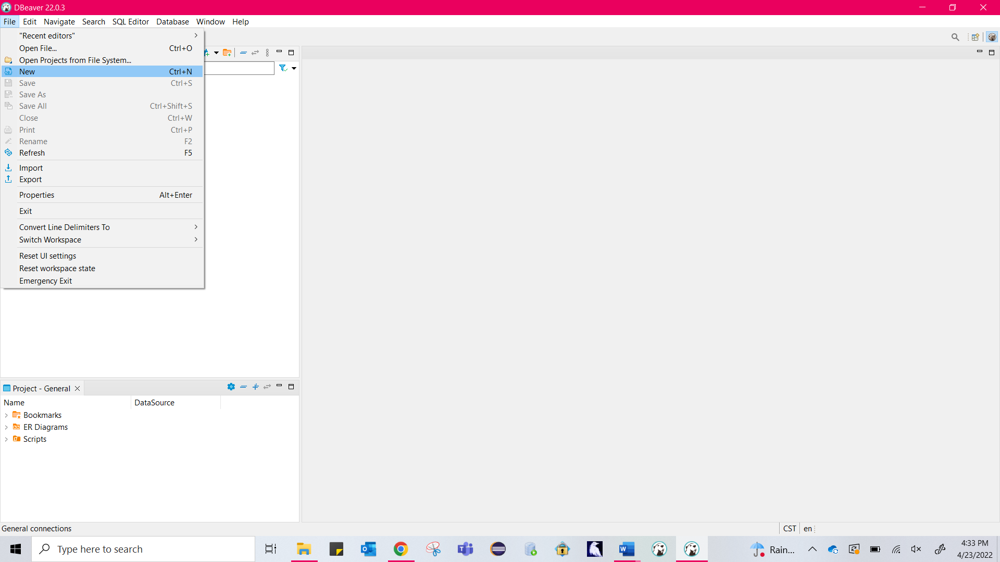 DBeaver 22.0.3
File Edit Navigate Search SQL Editor Database Window Help
"Recent editors"
Open File... Ctrl+O
Open Projects from File System...
New Ctrl+N
Save Ctrl+S
Save As
Save All Ctrl+Shift+S
Close Ctrl+W
Print Ctrl+P
Rename F2
Refresh F5
Import
Export
Properties Alt+Enter
Exit
Convert Line Delimiters To
Switch Workspace
Reset UI settings
Reset workspace state
Emergency Exit
Project - General
Name DataSource
Bookmarks
ER Diagrams
Scripts
General connections CST en
Type here to search Rain... 4:33 PM
4/23/2022